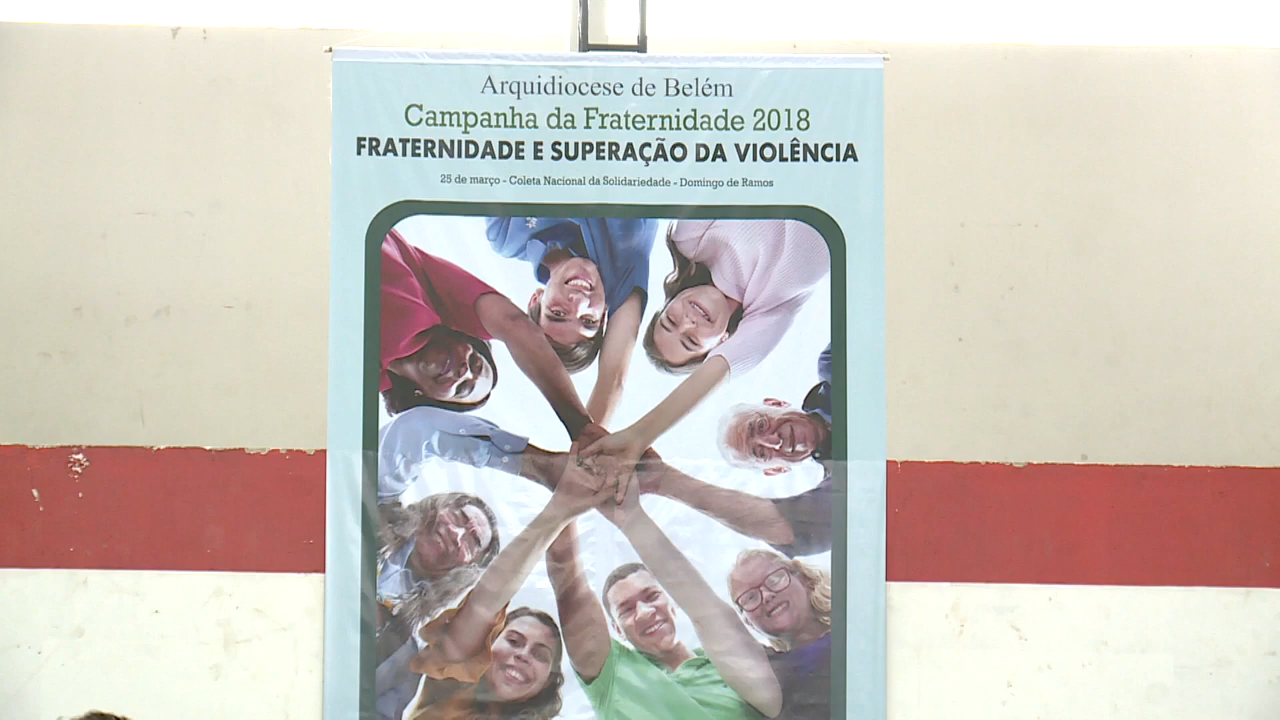 Arquidiocese de Belém
Campanha da Fraternidade 2018
FRATERNIDADE E SUPERAÇÃO DA VIOLÊNCIA
25 de março - Coleta Nacional da Solidariedade - Domingo de Ramos